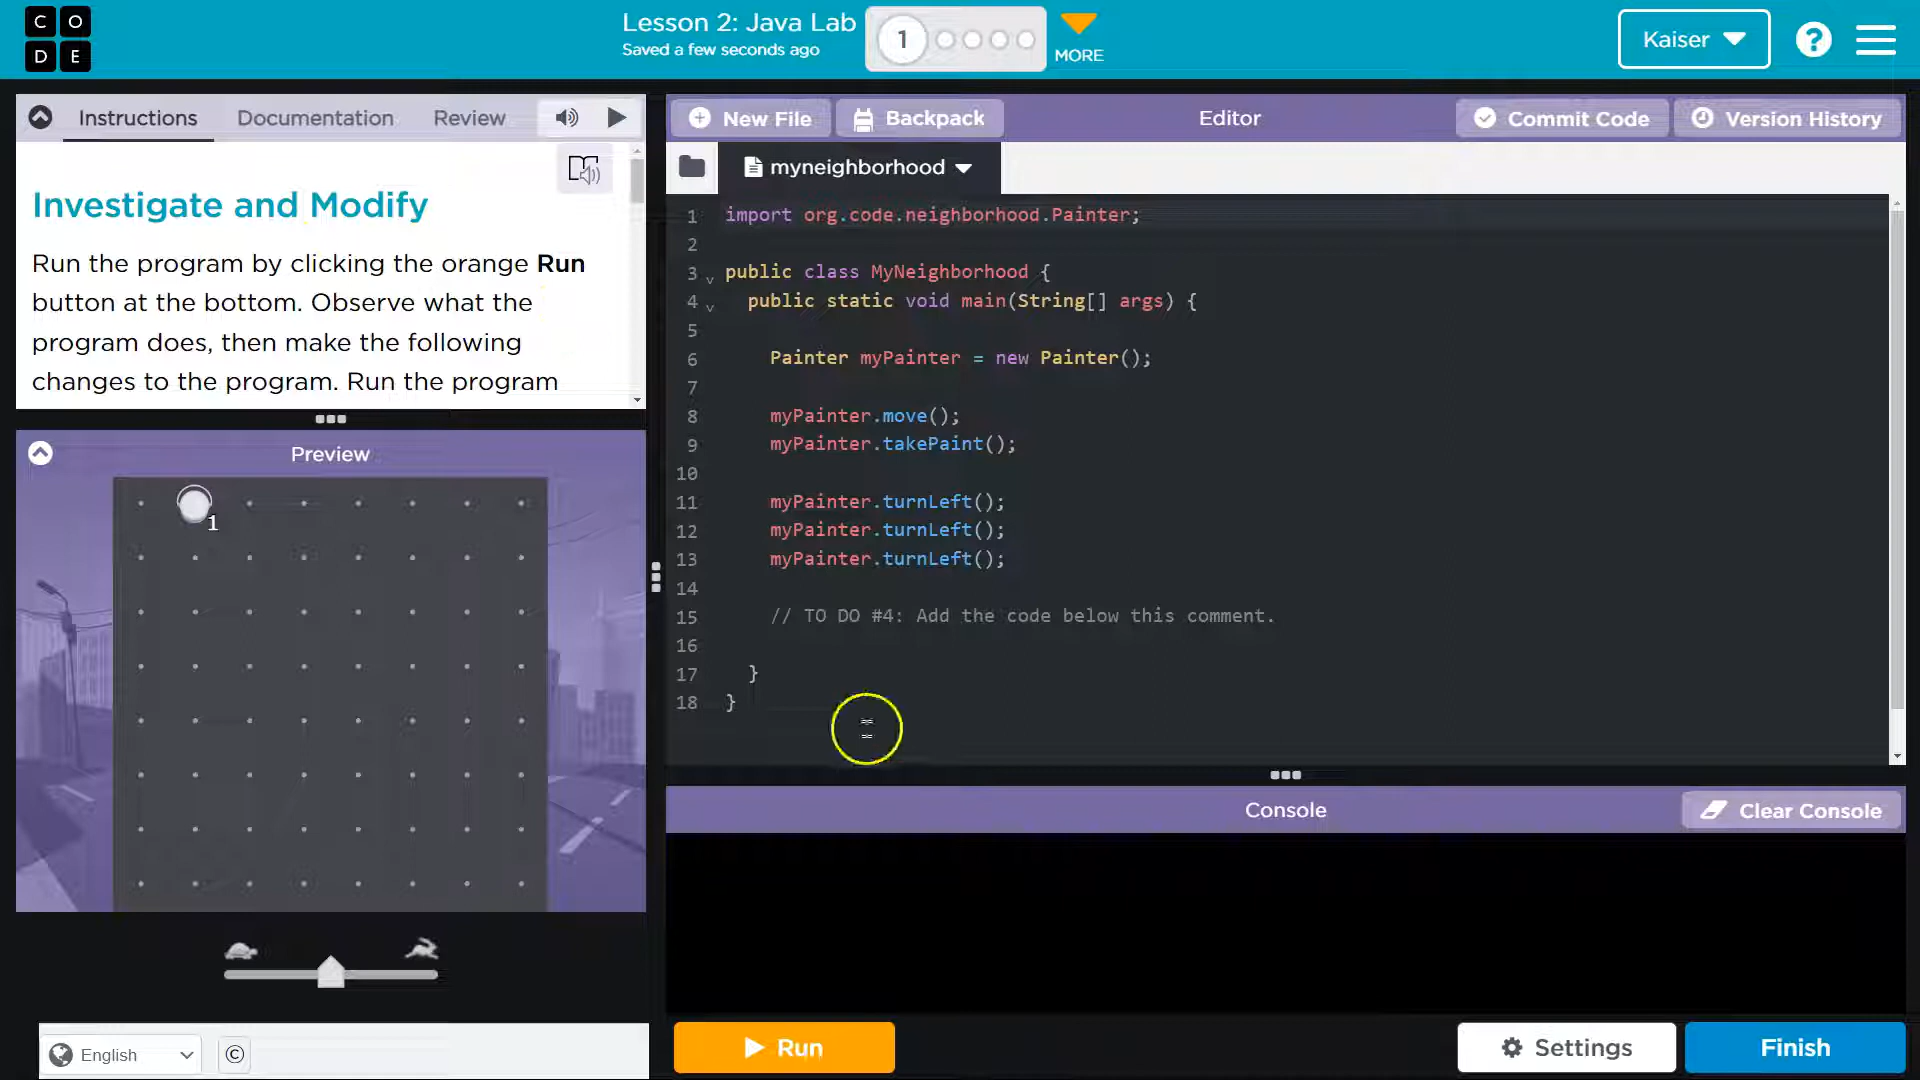 C O
D E
Lesson 2: Java Lab
Saved a few seconds ago
1
MORE
Kaiser
?
Instructions Documentation Review
New File Backpack Editor Commit Code Version History
myneighborhood
Investigate and Modify
Run the program by clicking the orange Run
button at the bottom. Observe what the
program does, then make the following
changes to the program. Run the program
Preview
1
1 import org.code.neighborhood.Painter;
2
3 public class MyNeighborhood {
4 public static void main(String[] args) {
5
6 Painter myPainter = new Painter();
7
8 myPainter.move();
9 myPainter.takePaint();
10
11 myPainter.turnLeft();
12 myPainter.turnLeft();
13 myPainter.turnLeft();
14
15 // TO DO #4: Add the code below this comment.
16
17 }
18 }
Console Clear Console
English ©
Run Settings Finish